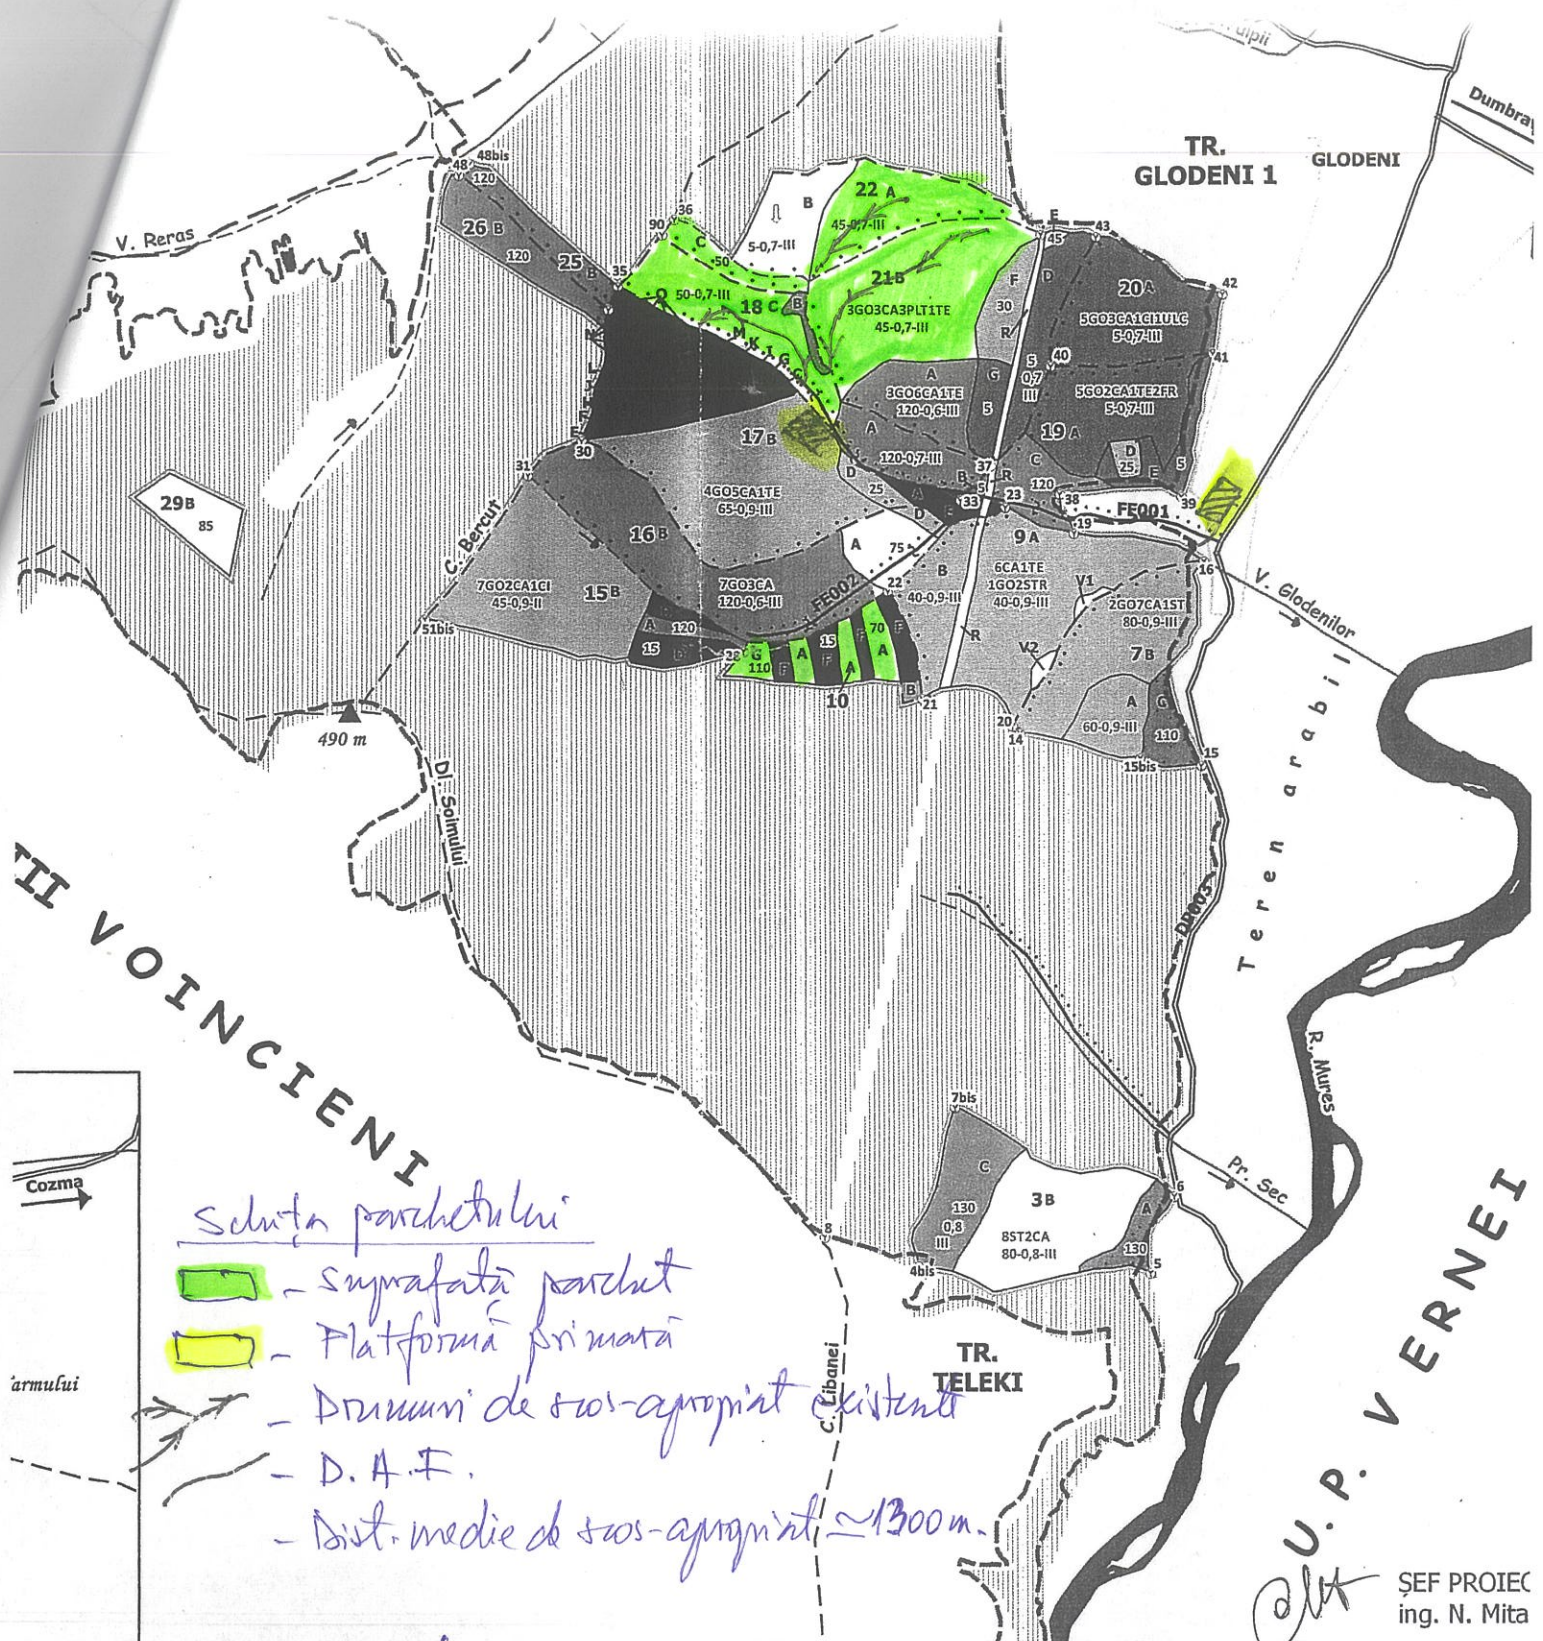 Dumbra
TR.
GLODENI 1
GLODENI
48
48bis
120
V. Reras
26 B
120
25 B
35
90
36
C
50
B
5-0,7-III
22 A
45-0,7-III
E
45
43
42
41
50-0,7-III
18 C
B
21 B
3GO3CA3PLT1TE
45-0,7-III
F
30
R
D
20 A
5GO3CA1CI1ULC
5-0,7-III
O
M K I G
40
5
0,7
III
5GO2CA1TE2FR
5-0,7-III
A
3GO6CA1TE
120-0,6-III
G
5
19 A
17 B
A
120-0,7-III
D
25
37
C
120
D
25
E
5
30
31
4GO5CA1TE
65-0,9-III
A
D
33
23
38
39
FE001
19
29 B
85
C. Bercut
16 B
A
75
9 A
6CA1TE
1GO2STR
40-0,9-III
16
B
40-0,9-III
22
FE002
7GO3CA
120-0,6-III
V1
2GO7CA1ST
80-0,9-III
V. Glodenilor
7GO2CA1CI
45-0,9-II
15 B
51bis
A
15
120
28
G
110
F
A
15
F
A
F
70
A
F
B
10
21
R
V2
7 B
20
14
A
60-0,9-III
G
110
15
15bis
490 m
Dl. Soimului
Teren arabil
DP003
III VOINCIENI
R. Mures
7bis
C
130
0,8
III
3 B
8ST2CA
80-0,8-III
A
130
6
5
Pr. Sec
8
4bis
Cozma
armului
C. Libanei
TR.
TELEKI
U.P. V ERNEI
Schița parchetului
- Suprafață parchet
- Platformă primară
- Drumuri de scos-apropiat existente
- D.A.F.
- Dist. medie de scos-apropiat ≃1300 m.
ȘEF PROIEC
ing. N. Mita